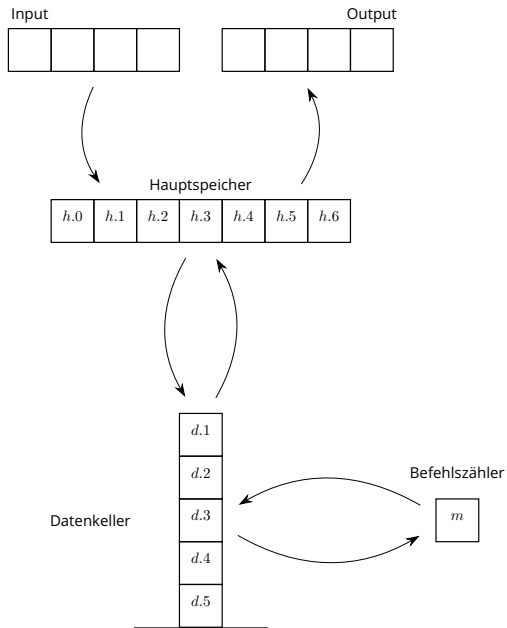 Input
Output
Hauptspeicher
h.0 h.1 h.2 h.3 h.4 h.5 h.6
d.1
d.2
Befehlszähler
d.3
m
Datenkeller
d.4
d.5